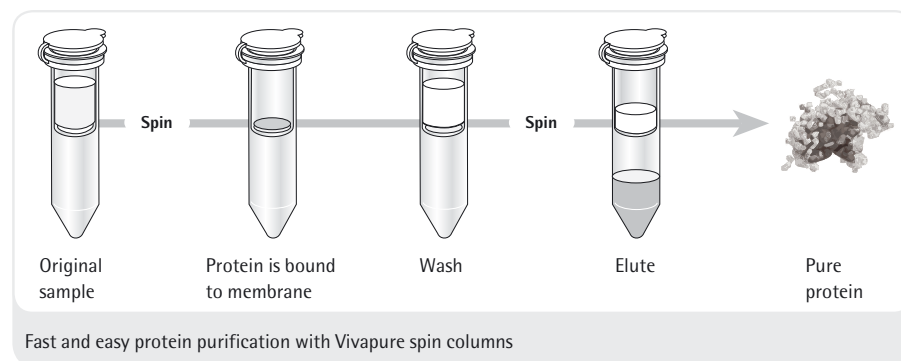 Spin
Spin
Original
sample
Protein is bound
to membrane
Wash
Elute
Pure
protein
Fast and easy protein purification with Vivapure spin columns